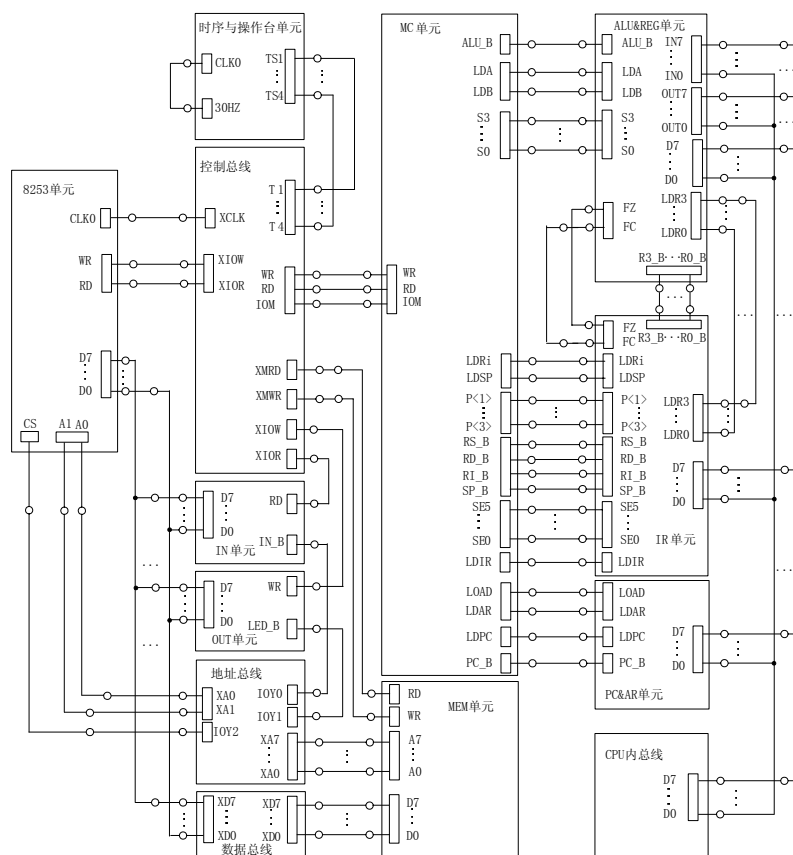 时序与操作台单元
CLK0
30HZ
TS1
TS4
控制总线
T1
T4
XCLK
XIOW
XIOR
WR
RD
IOM
XMRD
XMWR
XIOW
XIOR
8253单元
CLK0
WR
RD
D7
D0
CS
A1 A0
D7
D0
RD
IN_B
IN单元
D7
D0
WR
LED_B
OUT单元
地址总线
XA0
XA1
IOY2
IOY0
IOY1
XA7
XA0
XD7
XD0
XD7
XD0
数据总线
MC单元
ALU_B
LDA
LDB
S3
S0
WR
RD
IOM
LDRi
LDSP
P<1>
P<3>
RS_B
RD_B
RI_B
SP_B
SE5
SE0
LDIR
LOAD
LDAR
LDPC
PC_B
MEM单元
RD
WR
A7
A0
D7
D0
ALU&REG单元
ALU_B
LDA
LDB
S3
S0
IN7
IN0
OUT7
OUT0
D7
D0
LDR3
LDR0
FZ
FC
R3_B···R0_B
FZ
FC
R3_B···R0_B
LDRi
LDSP
P<1>
P<3>
RS_B
RD_B
RI_B
SP_B
SE5
SE0
LDIR
LDR3
LDR0
D7
D0
IR单元
LOAD
LDAR
LDPC
PC_B
D7
D0
PC&AR单元
CPU内总线
D7
D0